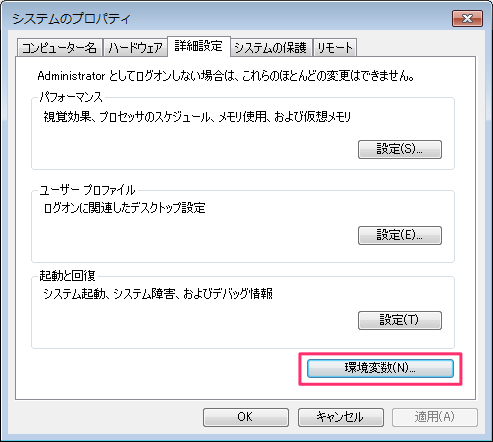 システムのプロパティ
コンピューター名 ハードウェア 詳細設定 システムの保護 リモート
Administrator としてログオンしない場合は、これらのほとんどの変更はできません。
パフォーマンス
視覚効果、プロセッサのスケジュール、メモリ使用、および仮想メモリ
設定(S)...
ユーザー プロファイル
ログオンに関連したデスクトップ設定
設定(E)...
起動と回復
システム起動、システム障害、およびデバッグ情報
設定(T)
環境変数(N)...
OK キャンセル 適用(A)